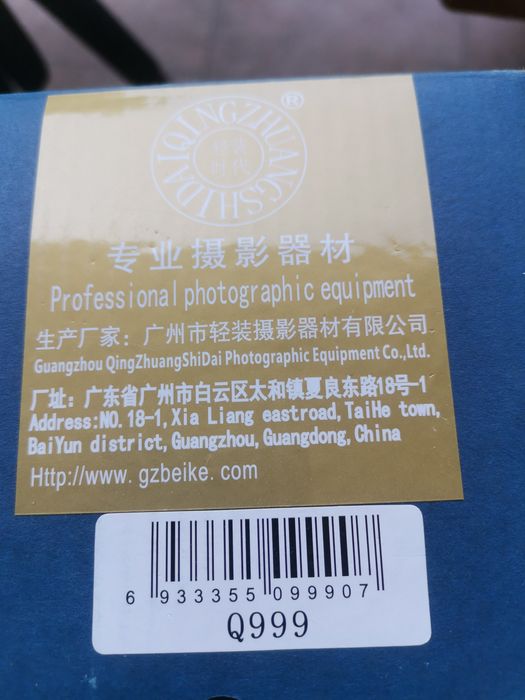 QINGZHUANGSHIDAI
®
轻装
时代
专业摄影器材
Professional photographic equipment
生产厂家：广州市轻装摄影器材有限公司
Guangzhou QingZhuangShiDai Photographic Equipment Co.,Ltd.
厂址：广东省广州市白云区太和镇夏良东路18号-1
Address:NO.18-1,Xia Liang eastroad,TaiHe town,
BaiYun district,Guangzhou,Guangdong,China
Http://www.gzbeike.com
6 933355 099907
Q999